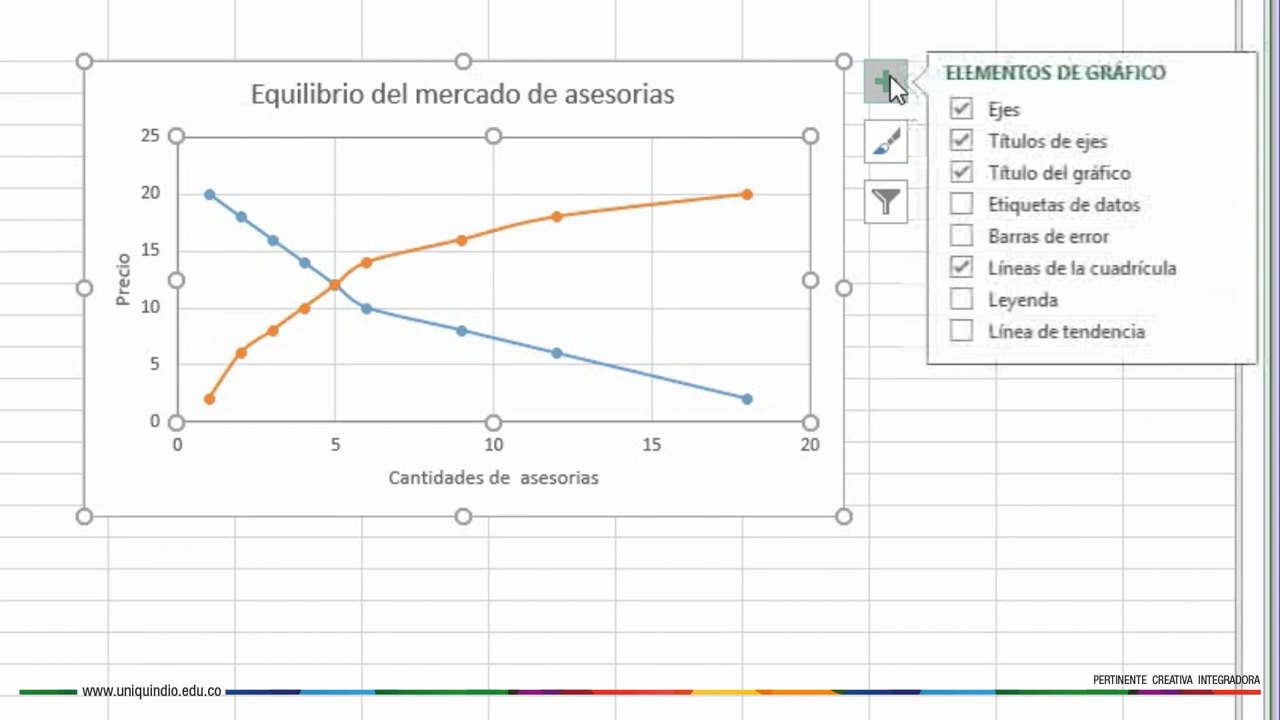 Equilibrio del mercado de asesorias
25
20
15
10
5
0
Precio
0 5 10 15 20
Cantidades de asesorias
ELEMENTOS DE GRÁFICO
Ejes
Títulos de ejes
Título del gráfico
Etiquetas de datos
Barras de error
Líneas de la cuadrícula
Leyenda
Línea de tendencia
www.uniquindio.edu.co
PERTINENTE CREATIVA INTEGRADORA